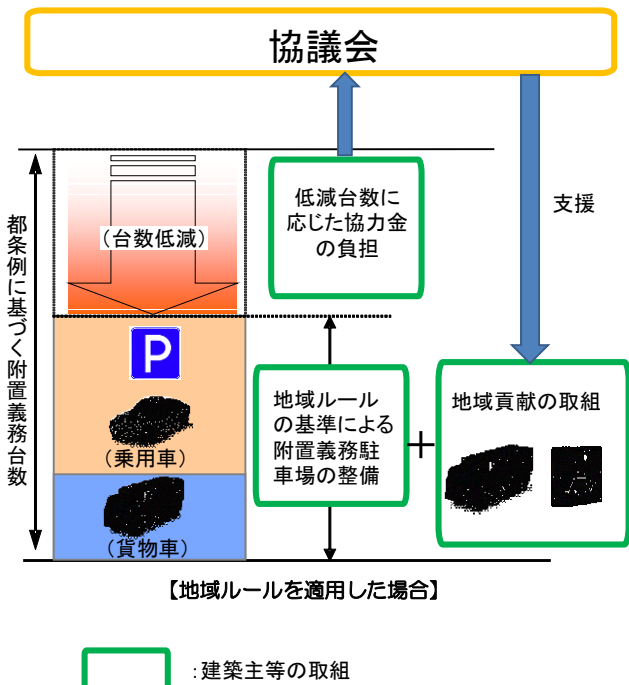 協議会
都条例に基づく附置義務台数
（台数低減）
低減台数に
応じた協力金
の負担
支援
P
（乗用車）
（貨物車）
地域ルール
の基準による
附置義務駐
車場の整備
＋
地域貢献の取組
【地域ルールを適用した場合】
：建築主等の取組